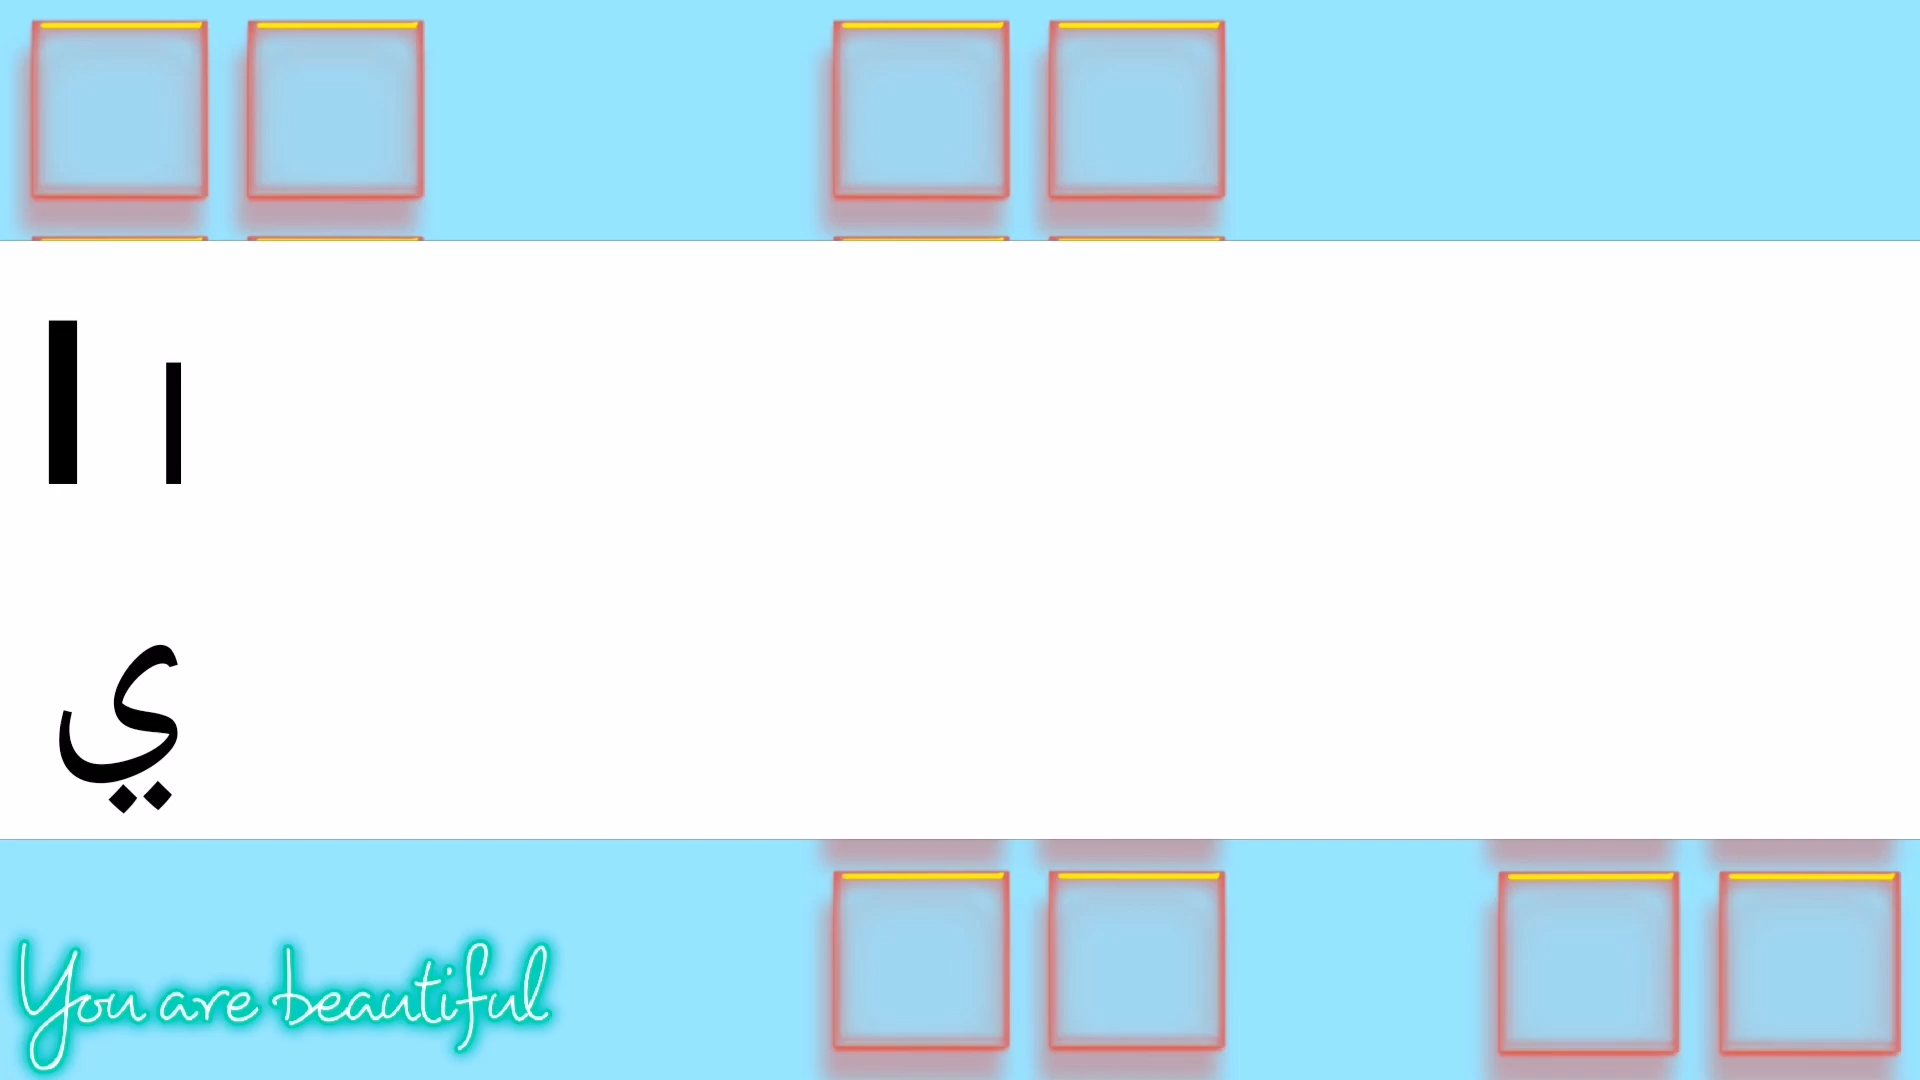 ا ا
ي
You are beautiful